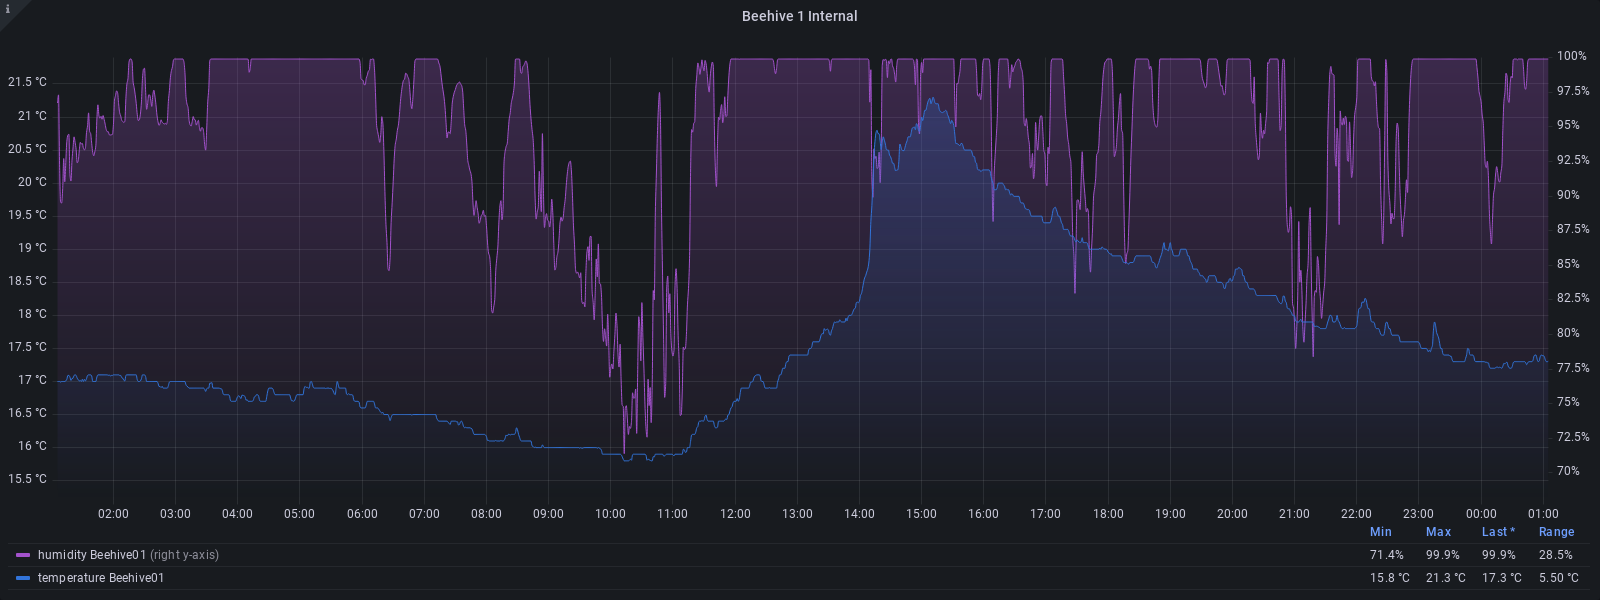 i
Beehive 1 Internal
21.5 °C
21 °C
20.5 °C
20 °C
19.5 °C
19 °C
18.5 °C
18 °C
17.5 °C
17 °C
16.5 °C
16 °C
15.5 °C
100%
97.5%
95%
92.5%
90%
87.5%
85%
82.5%
80%
77.5%
75%
72.5%
70%
02:00 03:00 04:00 05:00 06:00 07:00 08:00 09:00 10:00 11:00 12:00 13:00 14:00 15:00 16:00 17:00 18:00 19:00 20:00 21:00 22:00 23:00 00:00 01:00
Min Max Last * Range
humidity Beehive01 (right y-axis) 71.4% 99.9% 99.9% 28.5%
temperature Beehive01 15.8 °C 21.3 °C 17.3 °C 5.50 °C